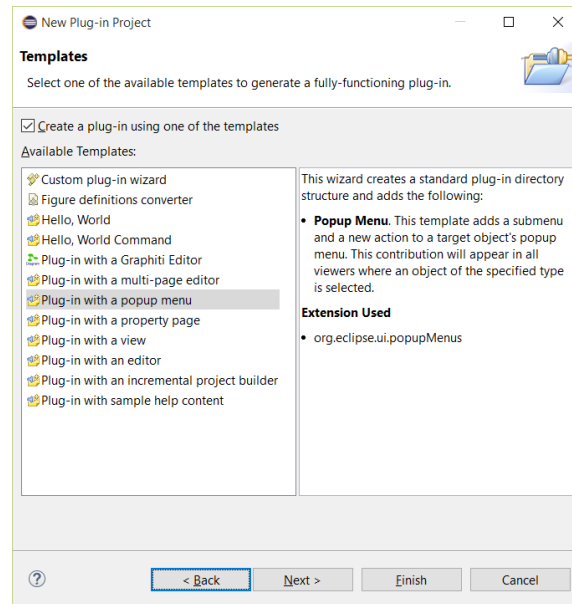 New Plug-in Project
Templates
Select one of the available templates to generate a fully-functioning plug-in.
Create a plug-in using one of the templates
Available Templates:
Custom plug-in wizard
Figure definitions converter
Hello, World
Hello, World Command
Plug-in with a Graphiti Editor
Plug-in with a multi-page editor
Plug-in with a popup menu
Plug-in with a property page
Plug-in with a view
Plug-in with an editor
Plug-in with an incremental project builder
Plug-in with sample help content
This wizard creates a standard plug-in directory
structure and adds the following:
• Popup Menu. This template adds a submenu
and a new action to a target object's popup
menu. This contribution will appear in all
viewers where an object of the specified type
is selected.
Extension Used
• org.eclipse.ui.popupMenus
?
< Back
Next >
Finish
Cancel